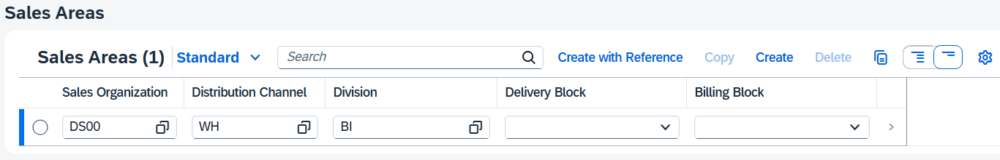 Sales Areas
Sales Areas (1) Standard Search Create with Reference Copy Create Delete
Sales Organization Distribution Channel Division Delivery Block Billing Block
DS00 WH BI